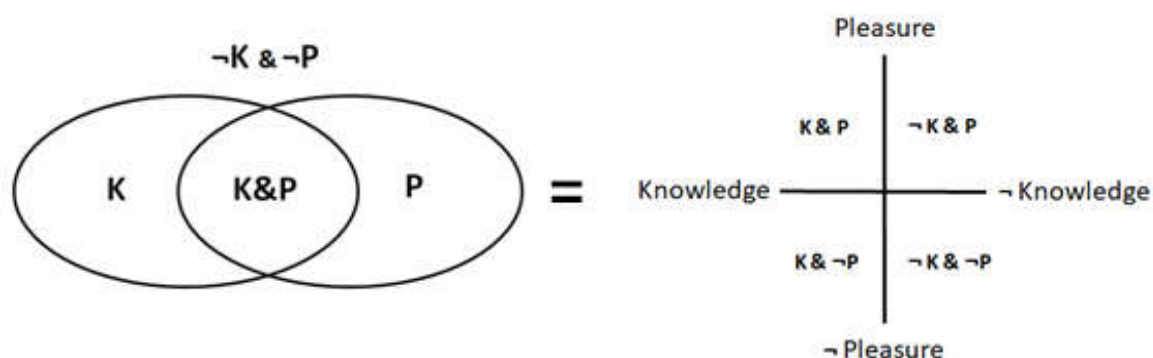 ¬K & ¬P
K
K&P
P
=
Pleasure
K & P
¬K & P
Knowledge
¬ Knowledge
K & ¬P
¬K & ¬P
¬ Pleasure